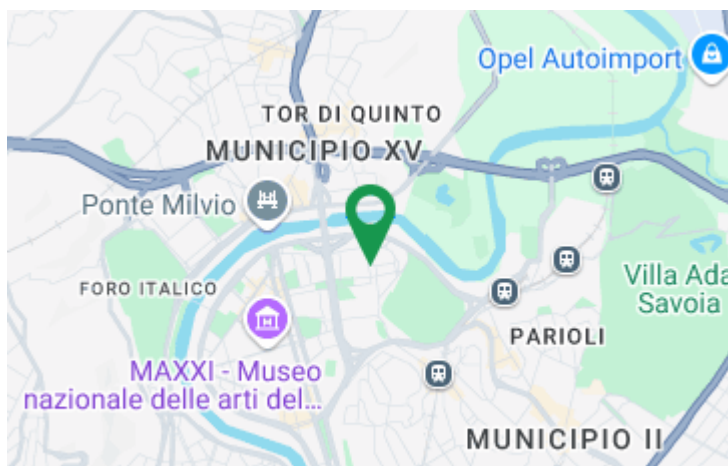 Opel Autoimport
TOR DI QUINTO
MUNICIPIO XV
Ponte Milvio
FORO ITALICO
Villa Ada
Savoia
PARIOLI
MAXXI - Museo
nazionale delle arti del...
MUNICIPIO II